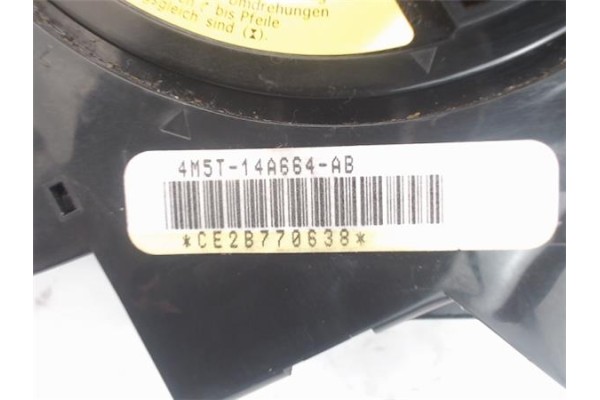 Umdrehungen
bis Pfeile
gleich sind (I).
4M5T-14A664-AB
*CE2B770638*